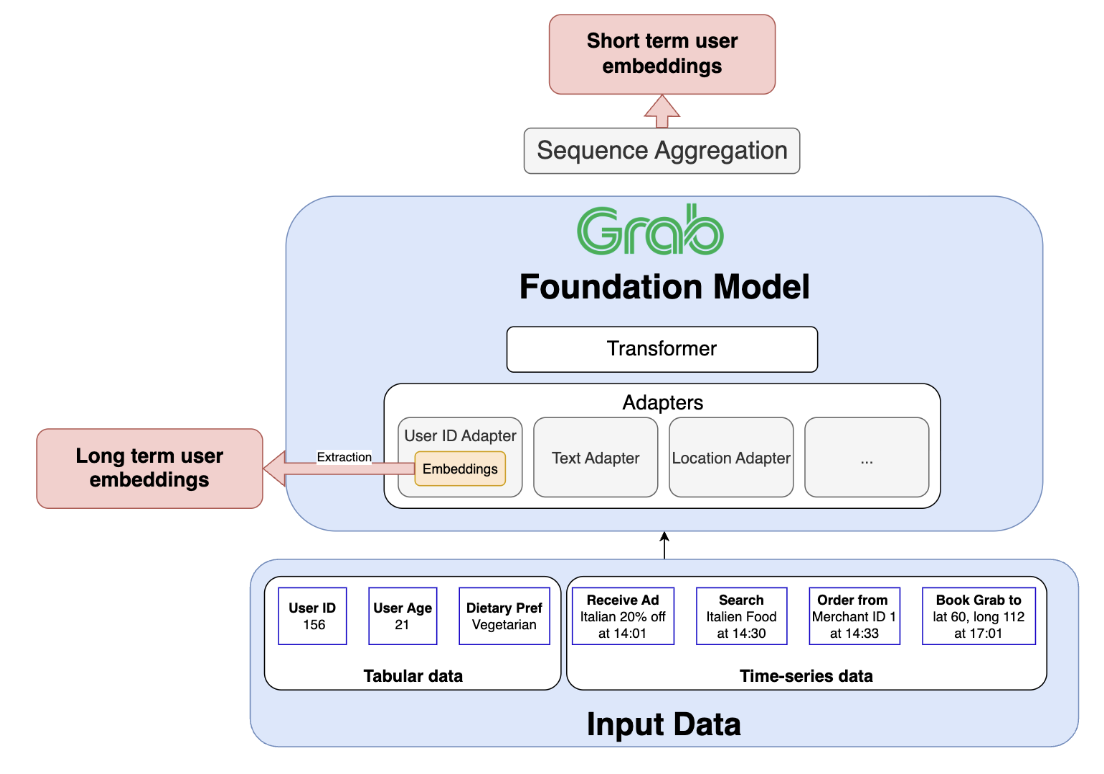 Short term user
embeddings
Sequence Aggregation
Grab
Foundation Model
Transformer
Adapters
User ID Adapter
Embeddings
Text Adapter
Location Adapter
...
Extraction
Long term user
embeddings
User ID
156
User Age
21
Dietary Pref
Vegetarian
Tabular data
Receive Ad
Italian 20% off
at 14:01
Search
Italien Food
at 14:30
Order from
Merchant ID 1
at 14:33
Book Grab to
lat 60, long 112
at 17:01
Time-series data
Input Data